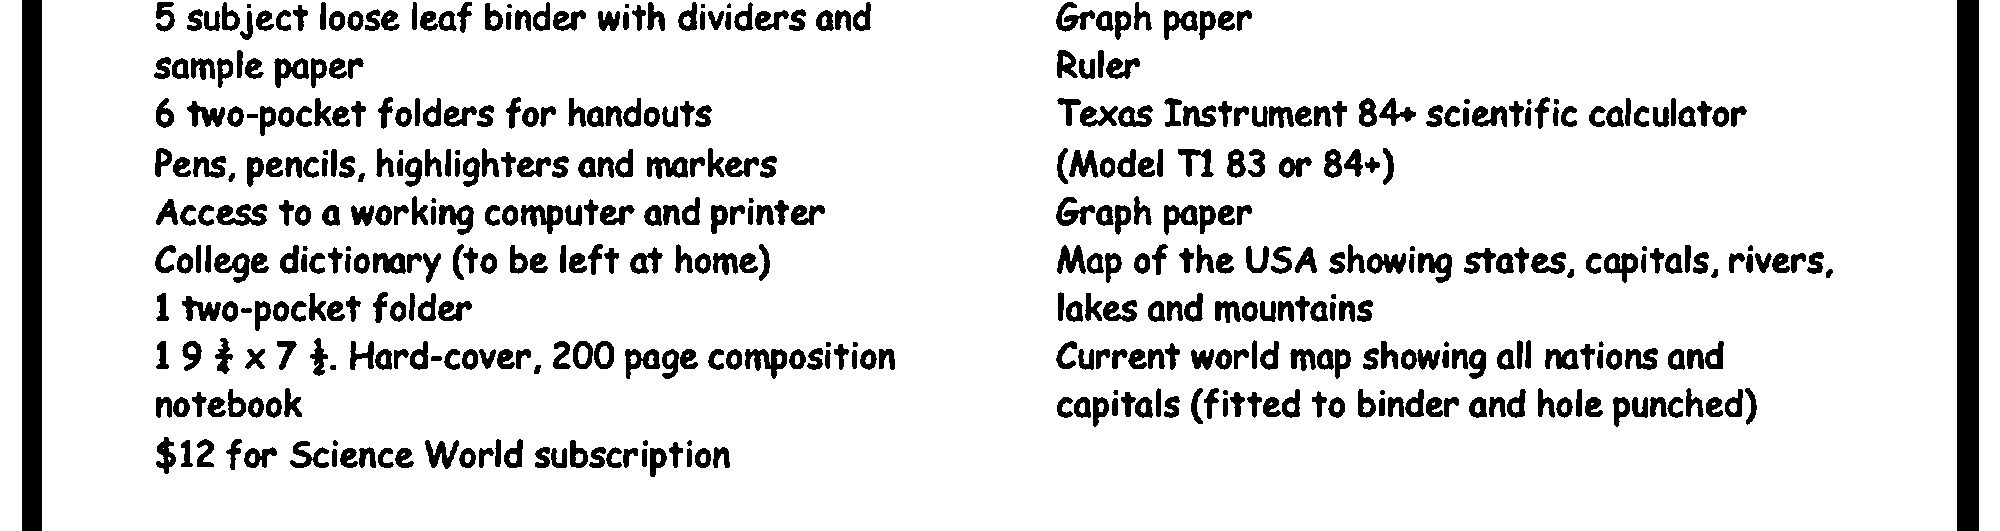 5 subject loose leaf binder with dividers and
sample paper
6 two-pocket folders for handouts
Pens, pencils, highlighters and markers
Access to a working computer and printer
College dictionary (to be left at home)
1 two-pocket folder
1 9 ¾ x 7 ½. Hard-cover, 200 page composition
notebook
$12 for Science World subscription
Graph paper
Ruler
Texas Instrument 84+ scientific calculator
(Model T1 83 or 84+)
Graph paper
Map of the USA showing states, capitals, rivers,
lakes and mountains
Current world map showing all nations and
capitals (fitted to binder and hole punched)